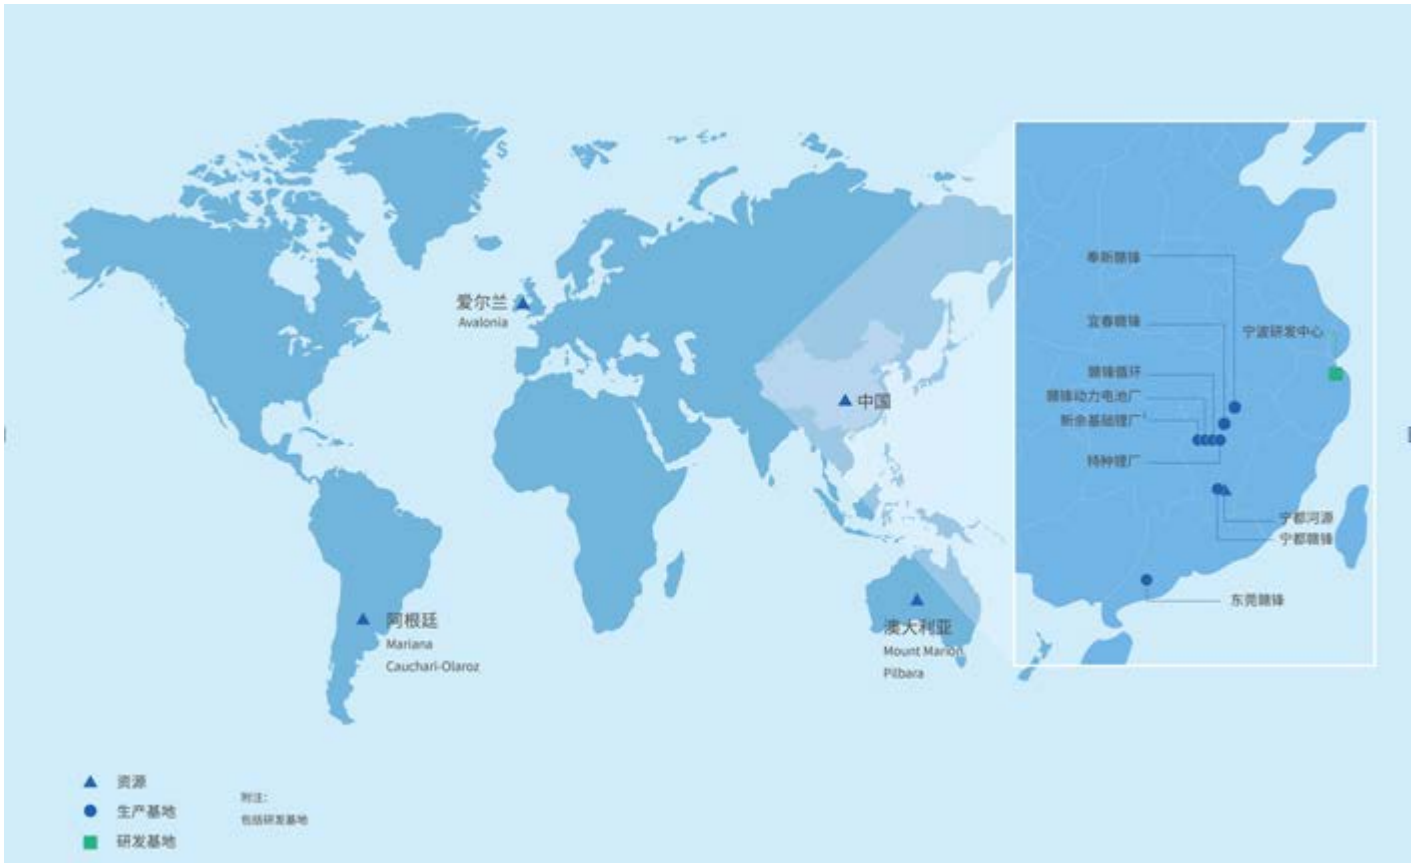 爱尔兰
Avalonia
中国
阿根廷
Mariana
Cauchari-Olaroz
澳大利亚
Mount Marion
Pilbara
奉新赣锋
宜春赣锋
宁波研发中心
赣锋循环
赣锋动力电池厂
新余基础锂厂
特种锂厂
宁都河源
宁都赣锋
东莞赣锋
资源
生产基地
研发基地
附注：
包括研发基地